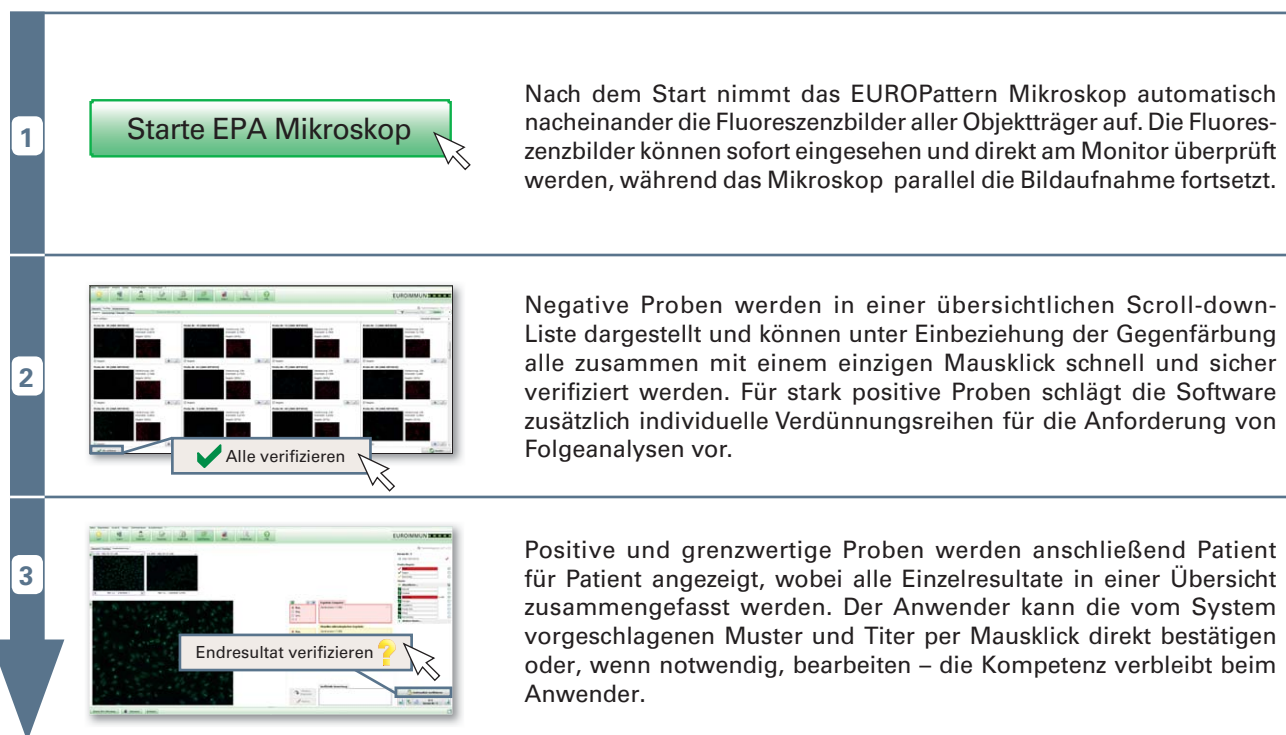 1
Starte EPA Mikroskop
Nach dem Start nimmt das EUROPattern Mikroskop automatisch
nacheinander die Fluoreszenzbilder aller Objektträger auf. Die Fluores-
zenzbilder können sofort eingesehen und direkt am Monitor überprüft
werden, während das Mikroskop parallel die Bildaufnahme fortsetzt.
2
EUROIMMUN
Alle verifizieren
Negative Proben werden in einer übersichtlichen Scroll-down-
Liste dargestellt und können unter Einbeziehung der Gegenfärbung
alle zusammen mit einem einzigen Mausklick schnell und sicher
verifiziert werden. Für stark positive Proben schlägt die Software
zusätzlich individuelle Verdünnungsreihen für die Anforderung von
Folgeanalysen vor.
3
EUROIMMUN
Endresultat verifizieren
Positive und grenzwertige Proben werden anschließend Patient
für Patient angezeigt, wobei alle Einzelresultate in einer Übersicht
zusammengefasst werden. Der Anwender kann die vom System
vorgeschlagenen Muster und Titer per Mausklick direkt bestätigen
oder, wenn notwendig, bearbeiten – die Kompetenz verbleibt beim
Anwender.